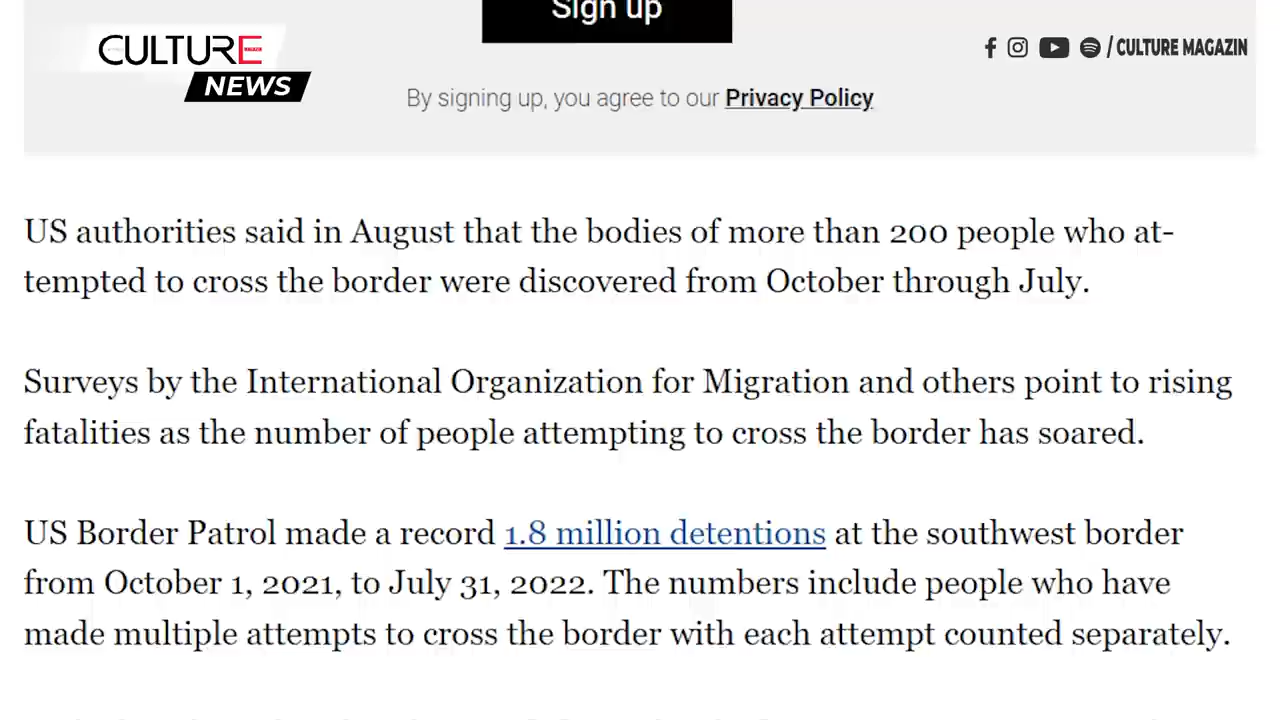 Sign up
CULTURE
NEWS
/ CULTURE MAGAZIN
By signing up, you agree to our Privacy Policy
US authorities said in August that the bodies of more than 200 people who at-
tempted to cross the border were discovered from October through July.
Surveys by the International Organization for Migration and others point to rising
fatalities as the number of people attempting to cross the border has soared.
US Border Patrol made a record 1.8 million detentions at the southwest border
from October 1, 2021, to July 31, 2022. The numbers include people who have
made multiple attempts to cross the border with each attempt counted separately.